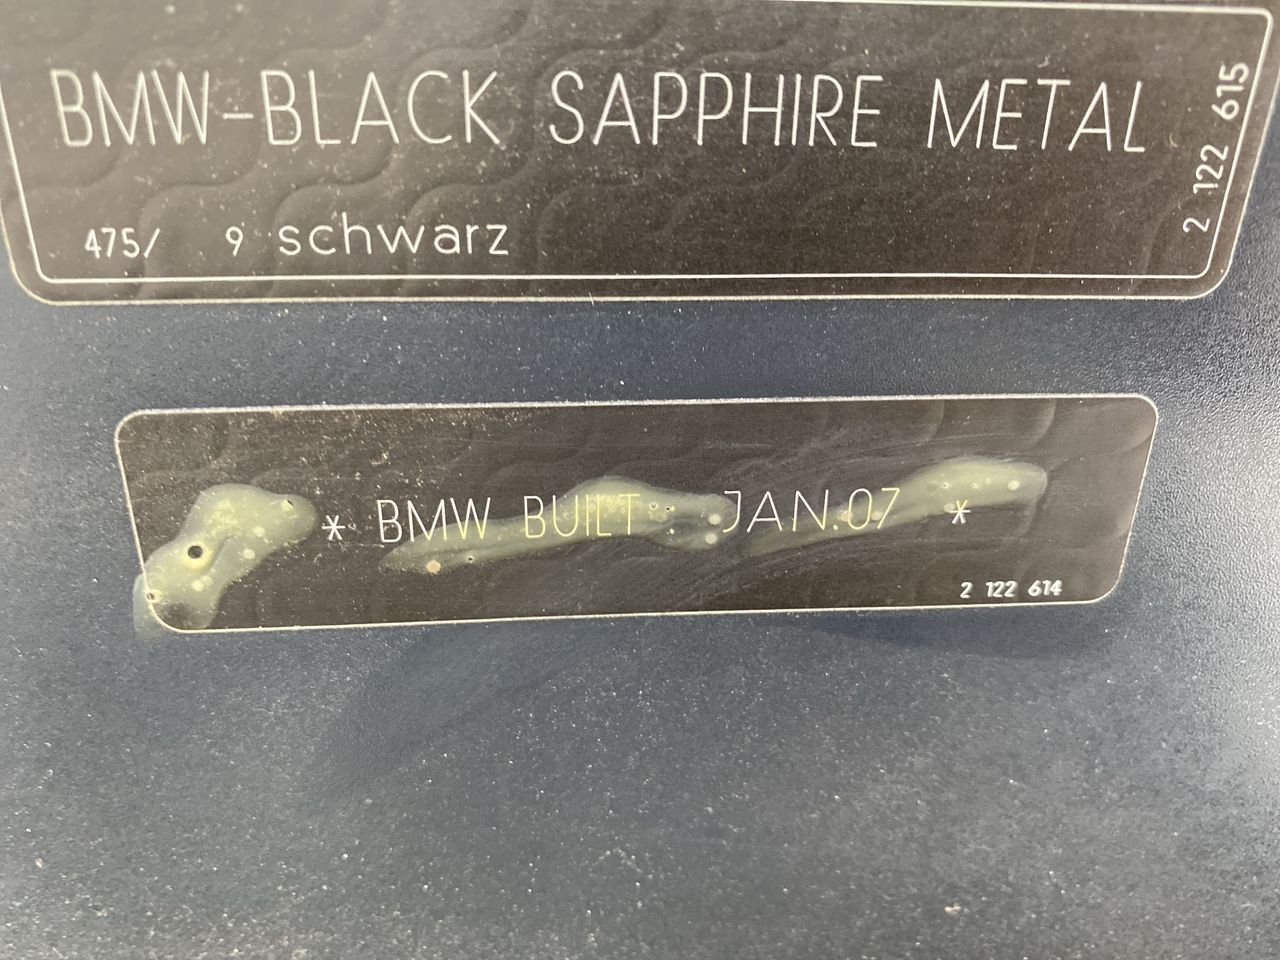 BMW-BLACK SAPPHIRE METAL
475/ 9 schwarz
2 122 615
* BMW BUILT JAN.07 *
2 122 614